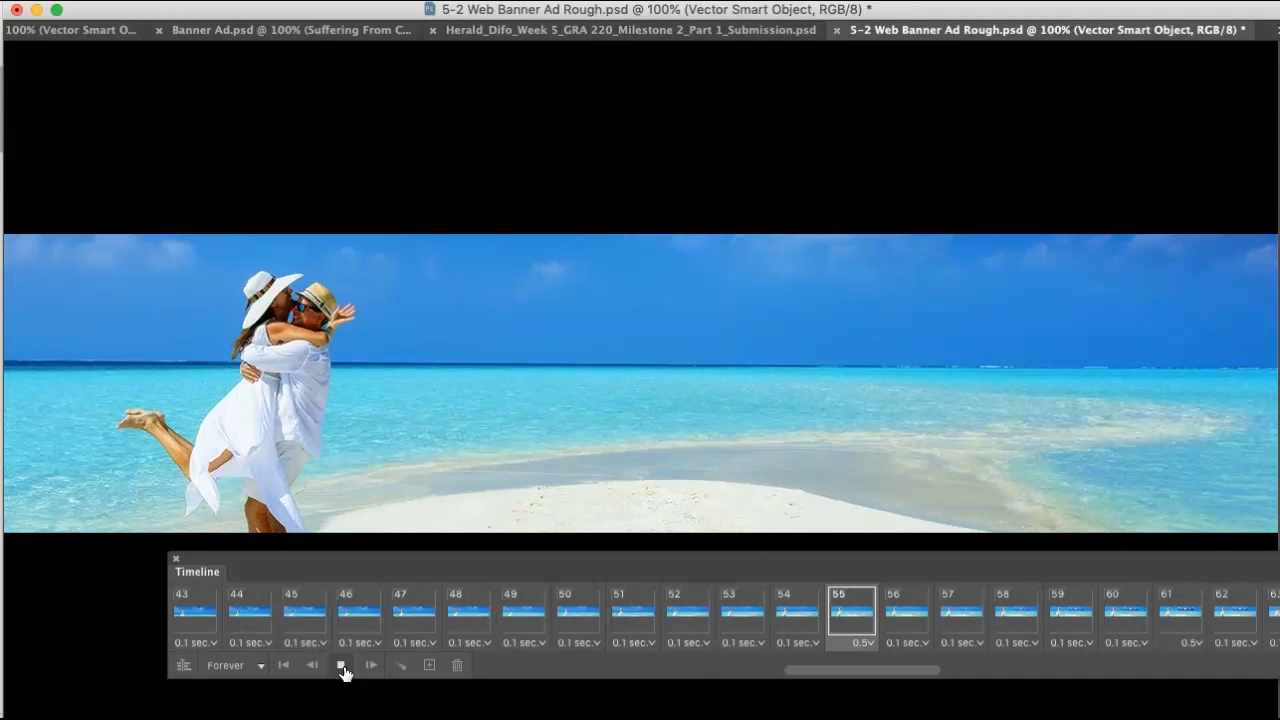 5-2 Web Banner Ad Rough.psd @ 100% (Vector Smart Object, RGB/8) *
100% (Vector Smart O... Banner Ad.psd @ 100% (Suffering From C... Herald_Difo_Week 5_GRA 220_Milestone 2_Part 1_Submission.psd 5-2 Web Banner Ad Rough.psd @ 100% (Vector Smart Object, RGB/8) *
Timeline
43 44 45 46 47 48 49 50 51 52 53 54 55 56 57 58 59 60 61 62 63
0.1 sec. 0.1 sec. 0.1 sec. 0.1 sec. 0.1 sec. 0.1 sec. 0.1 sec. 0.1 sec. 0.1 sec. 0.1 sec. 0.1 sec. 0.1 sec. 0.5 0.1 sec. 0.1 sec. 0.1 sec. 0.1 sec. 0.1 sec. 0.5 0.1 sec. 0.1
Forever